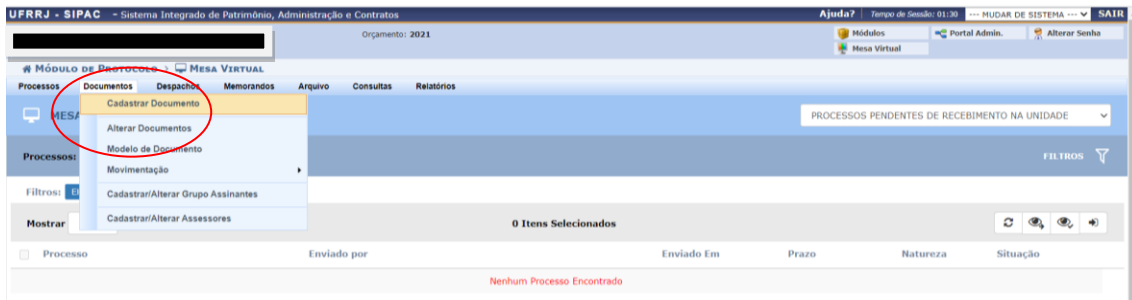 UFRRJ - SIPAC - Sistema Integrado de Patrimônio, Administração e Contratos Ajuda? Tempo de Sessão: 01:30 --- MUDAR DE SISTEMA --- SAIR
Orçamento: 2021 Módulos Portal Admin. Alterar Senha
Mesa Virtual
MÓDULO DE PROTOCOLO > MESA VIRTUAL
Processos Documentos Despachos Memorandos Arquivo Consultas Relatórios
Cadastrar Documento
MESA PROCESSOS PENDENTES DE RECEBIMENTO NA UNIDADE
Alterar Documentos
Modelo de Documento
Processos: FILTROS
Movimentação
Filtros: Cadastrar/Alterar Grupo Assinantes
Cadastrar/Alterar Assessores
Mostrar 0 Itens Selecionados
Processo Enviado por Enviado Em Prazo Natureza Situação
Nenhum Processo Encontrado